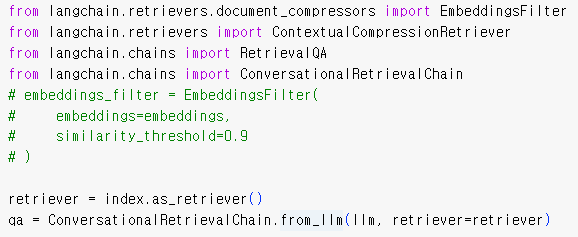 from langchain.retrievers.document_compressors import EmbeddingsFilter
from langchain.retrievers import ContextualCompressionRetriever
from langchain.chains import RetrievalQA
from langchain.chains import ConversationalRetrievalChain
# embeddings_filter = EmbeddingsFilter(
#     embeddings=embeddings,
#     similarity_threshold=0.9
# )
retriever = index.as_retriever()
qa = ConversationalRetrievalChain.from_llm(llm, retriever=retriever)